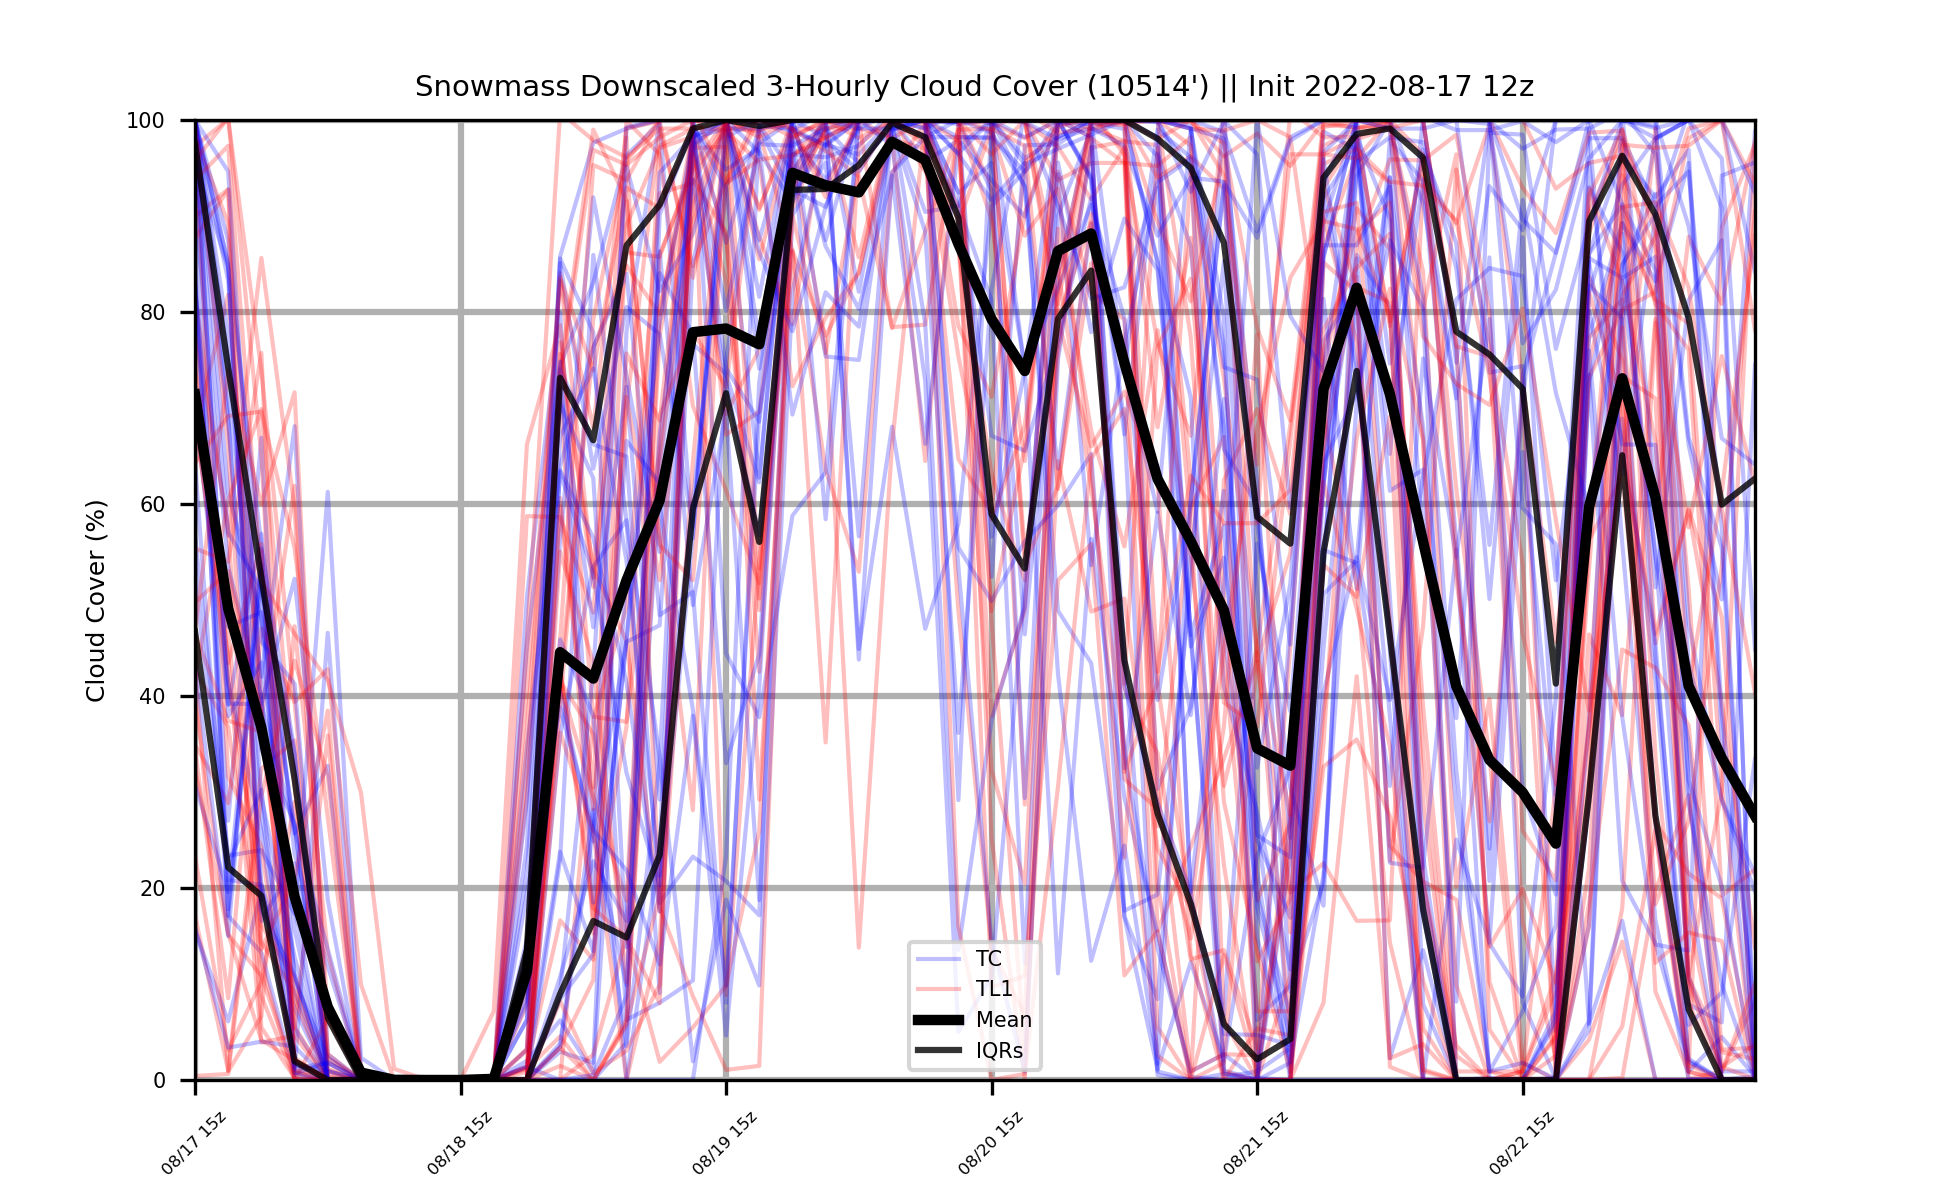 Snowmass Downscaled 3-Hourly Cloud Cover (10514') || Init 2022-08-17 12z
Cloud Cover (%)
100
80
60
40
20
0
TC
TL1
Mean
IQRs
08/17 15z
08/18 15z
08/19 15z
08/20 15z
08/21 15z
08/22 15z